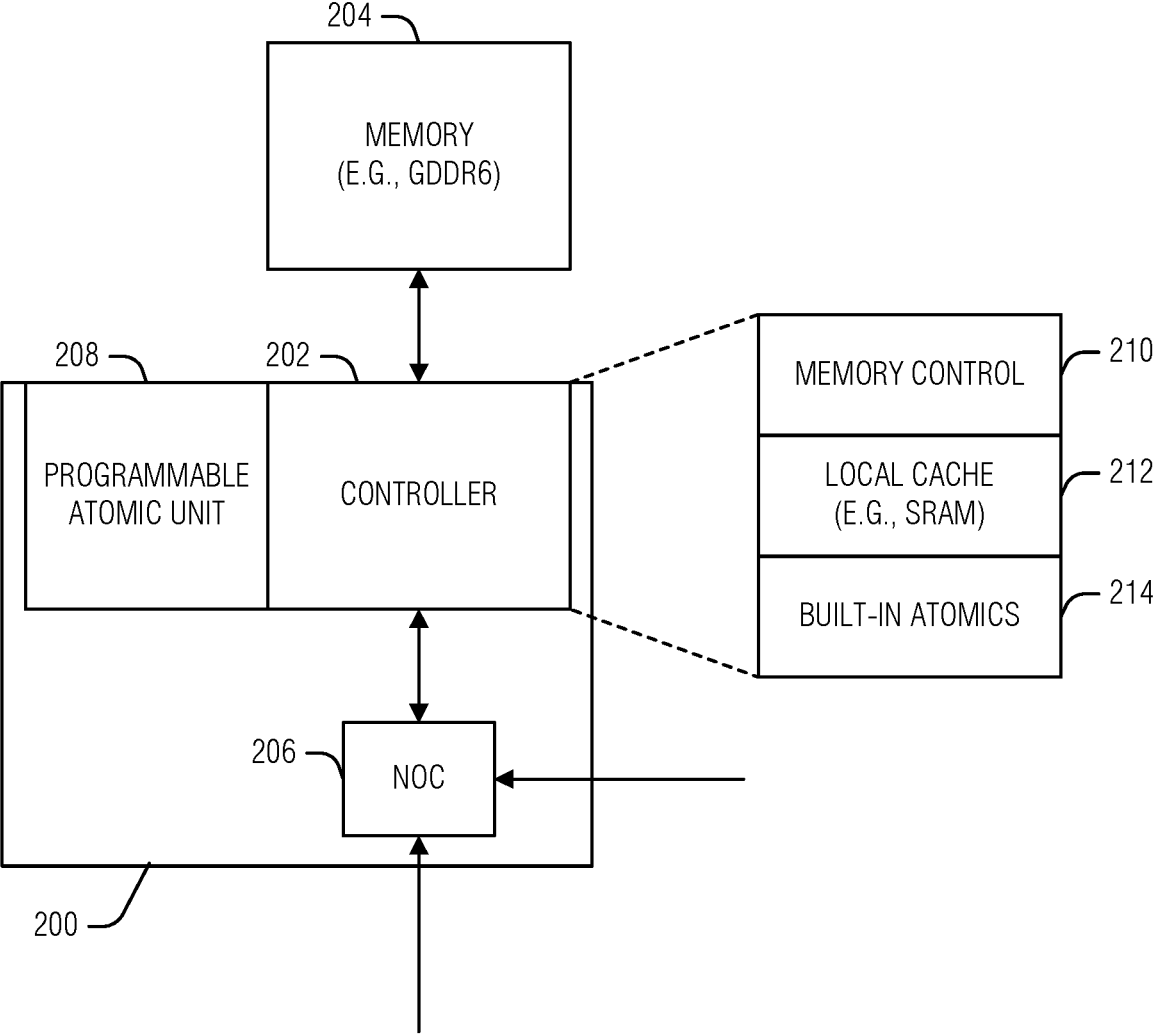 204
MEMORY
(E.G., GDDR6)
208
202
210
MEMORY CONTROL
PROGRAMMABLE
ATOMIC UNIT
CONTROLLER
LOCAL CACHE
(E.G., SRAM)
212
BUILT-IN ATOMICS
214
206
NOC
200